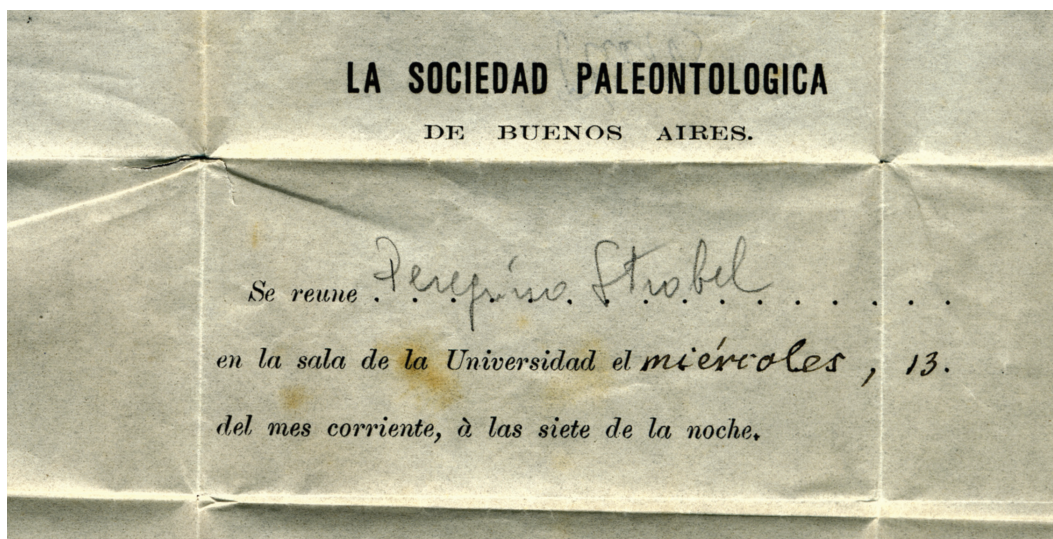 LA SOCIEDAD PALEONTOLOGICA
DE BUENOS AIRES.
Se reune . Peregrino Strobel . . . . .
en la sala de la Universidad el miércoles, 13.
del mes corriente, à las siete de la noche.